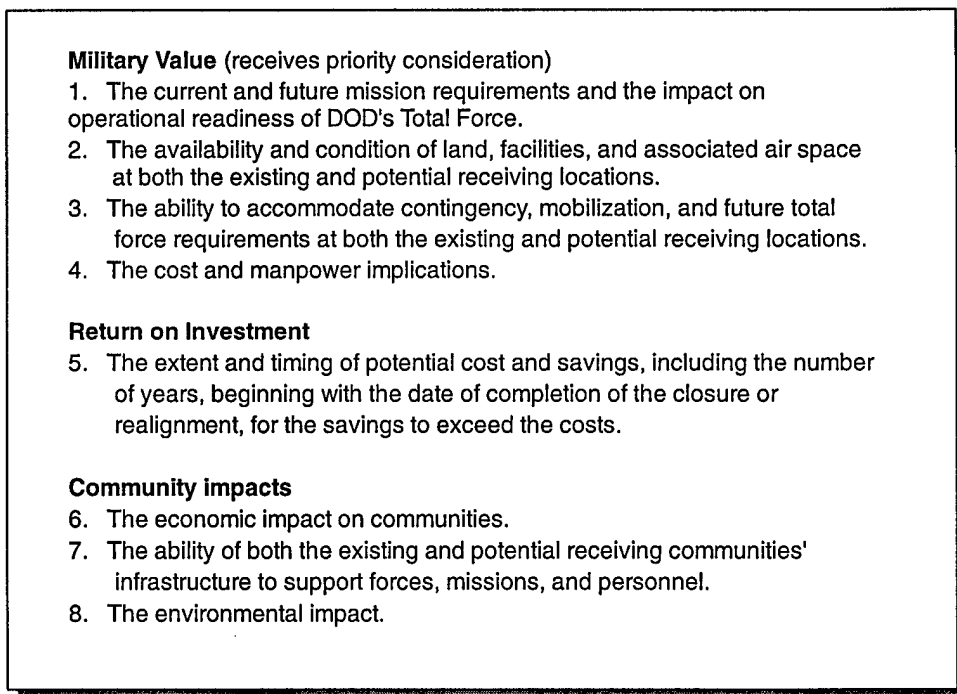 Military Value (receives priority consideration)
1. The current and future mission requirements and the impact on
operational readiness of DOD's Total Force.
2. The availability and condition of land, facilities, and associated air space
at both the existing and potential receiving locations.
3. The ability to accommodate contingency, mobilization, and future total
force requirements at both the existing and potential receiving locations.
4. The cost and manpower implications.
Return on Investment
5. The extent and timing of potential cost and savings, including the number
of years, beginning with the date of completion of the closure or
realignment, for the savings to exceed the costs.
Community impacts
6. The economic impact on communities.
7. The ability of both the existing and potential receiving communities'
infrastructure to support forces, missions, and personnel.
8. The environmental impact.